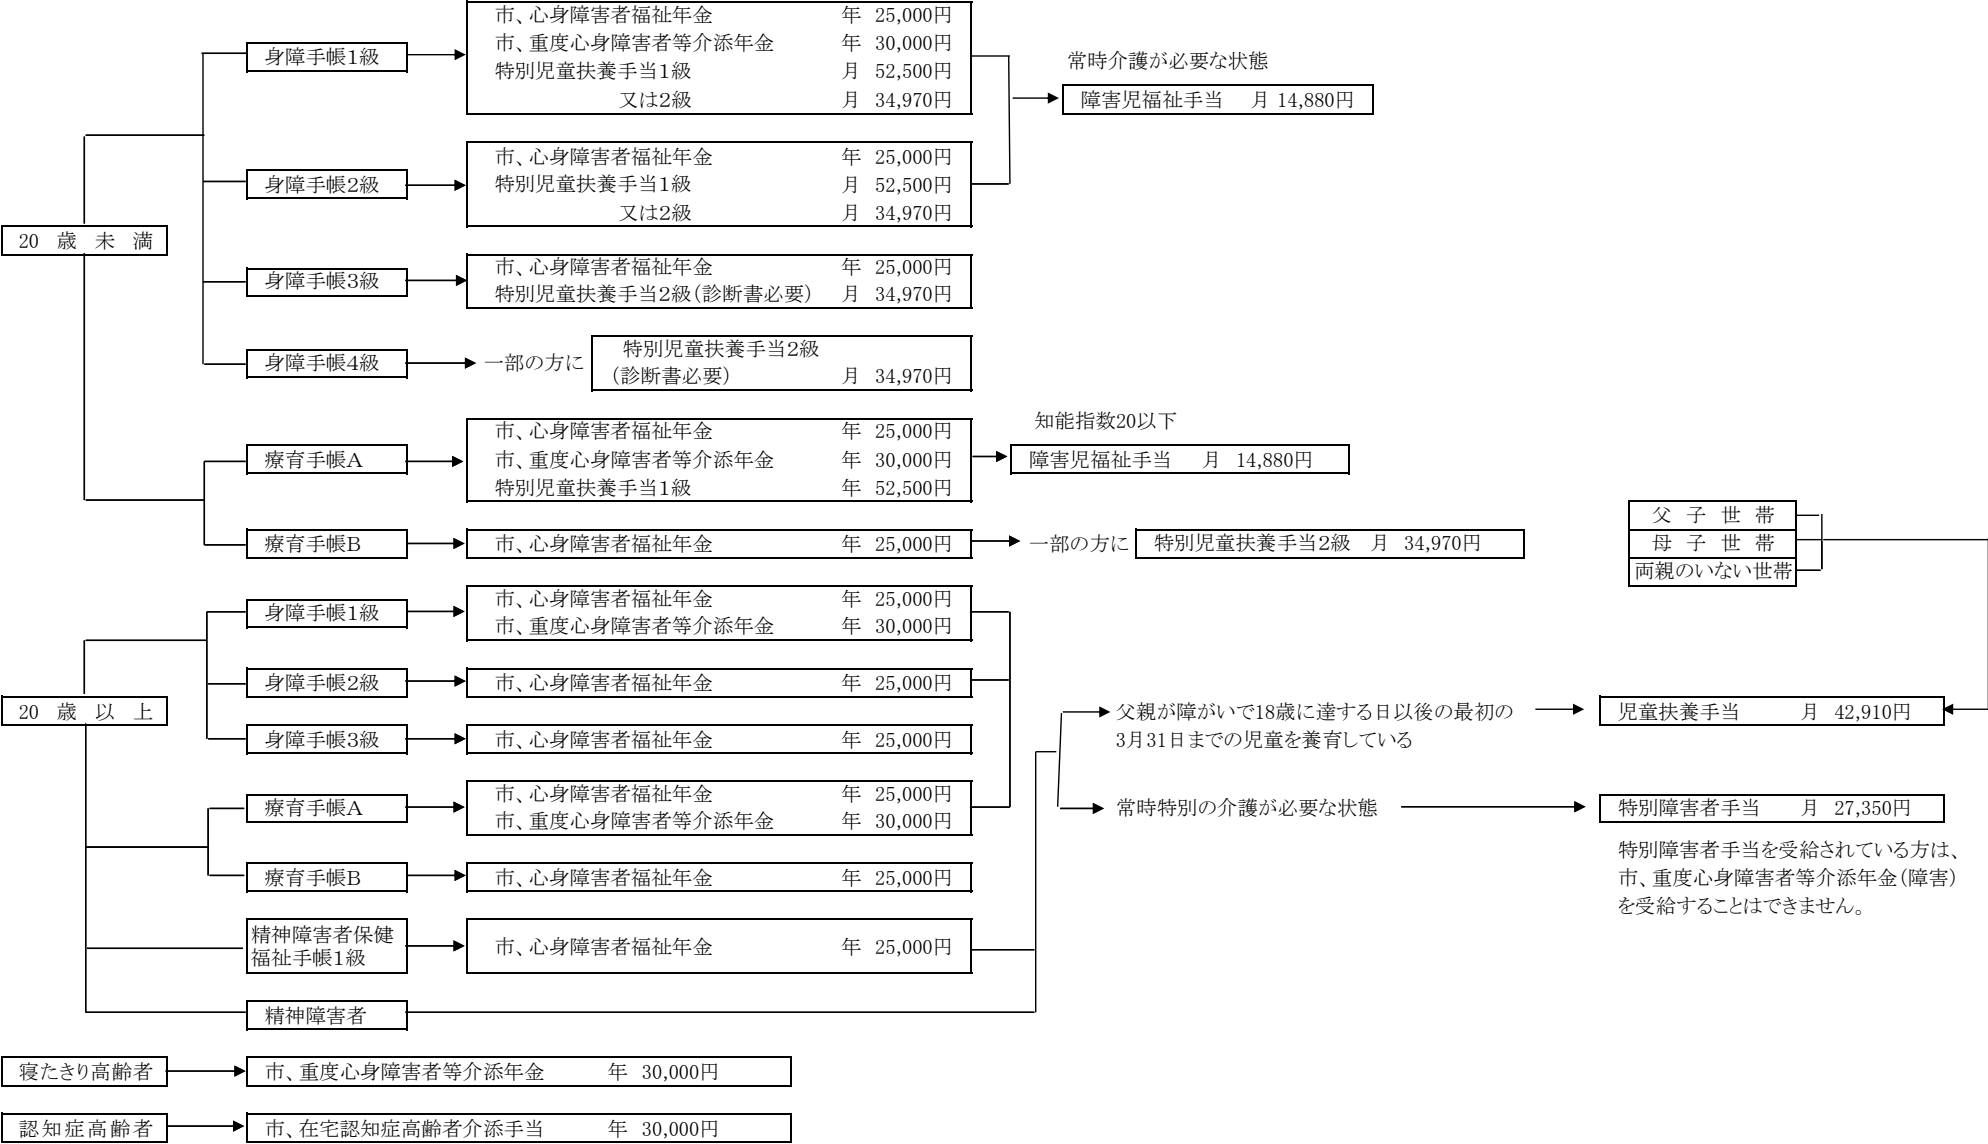 市、心身障害者福祉年金 年 25,000円
身障手帳1級 市、重度心身障害者等介添年金 年 30,000円
特別児童扶養手当1級 月 52,500円
又は2級 月 34,970円
常時介護が必要な状態
障害児福祉手当 月 14,880円
市、心身障害者福祉年金 年 25,000円
身障手帳2級 特別児童扶養手当1級 月 52,500円
又は2級 月 34,970円
20 歳 未 満
市、心身障害者福祉年金 年 25,000円
身障手帳3級 特別児童扶養手当2級(診断書必要) 月 34,970円
身障手帳4級 一部の方に 特別児童扶養手当2級
(診断書必要) 月 34,970円
市、心身障害者福祉年金 年 25,000円
療育手帳A 市、重度心身障害者等介添年金 年 30,000円
特別児童扶養手当1級 年 52,500円
知能指数20以下
障害児福祉手当 月 14,880円
療育手帳B 市、心身障害者福祉年金 年 25,000円 一部の方に 特別児童扶養手当2級 月 34,970円
父 子 世 帯
母 子 世 帯
両親のいない世帯
身障手帳1級 市、心身障害者福祉年金 年 25,000円
市、重度心身障害者等介添年金 年 30,000円
身障手帳2級 市、心身障害者福祉年金 年 25,000円
20 歳 以 上
身障手帳3級 市、心身障害者福祉年金 年 25,000円
父親が障がいで18歳に達する日以後の最初の
3月31日までの児童を養育している
児童扶養手当 月 42,910円
療育手帳A 市、心身障害者福祉年金 年 25,000円
市、重度心身障害者等介添年金 年 30,000円
常時特別の介護が必要な状態 特別障害者手当 月 27,350円
特別障害者手当を受給されている方は、
市、重度心身障害者等介添年金(障害)
を受給することはできません。
療育手帳B 市、心身障害者福祉年金 年 25,000円
精神障害者保健
福祉手帳1級
市、心身障害者福祉年金 年 25,000円
精神障害者
寝たきり高齢者 市、重度心身障害者等介添年金 年 30,000円
認知症高齢者 市、在宅認知症高齢者介添手当 年 30,000円